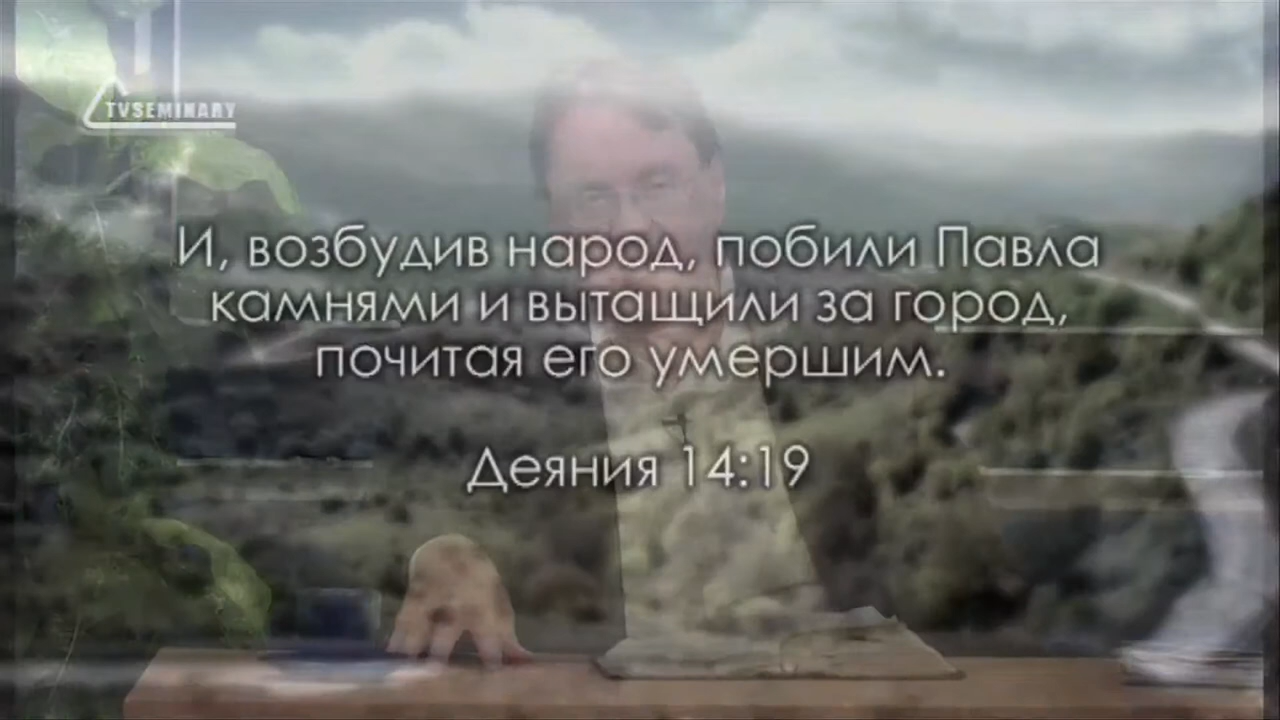 TVSEMINARY
И, возбудив народ, побили Павла
камнями и вытащили за город,
почитая его умершим.
Деяния 14:19